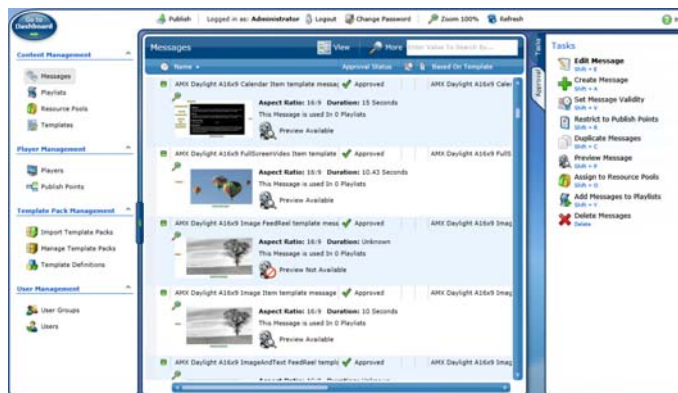 Go to
Dashboard
Publish
Logged in as: Administrator
Logout
Change Password
Zoom 100%
Refresh
Content Management
Messages
Playlists
Resource Pools
Templates
Player Management
Players
Publish Points
Template Pack Management
Import Template Packs
Manage Template Packs
Template Definitions
User Management
User Groups
Users
Messages
View
More
Enter Value To Search By...
Name
Approval Status
Based On Template
AMX Daylight A16x9 Calendar Item template messag
Approved
AMX Daylight A16x9 Caler
Aspect Ratio: 16:9 Duration: 15 Seconds
This Message is used In 0 Playlists
Preview Available
AMX Daylight A16x9 FullScreenVideo Item template
Approved
AMX Daylight A16x9 FullS
Aspect Ratio: 16:9 Duration: 10.43 Seconds
This Message is used In 0 Playlists
Preview Available
AMX Daylight A16x9 Image FeedReel template mess
Approved
AMX Daylight A16x9 Imag
Aspect Ratio: 16:9 Duration: Unknown
This Message is used In 0 Playlists
Preview Not Available
AMX Daylight A16x9 Image Item template message
Approved
AMX Daylight A16x9 Imag
Aspect Ratio: 16:9 Duration: 10 Seconds
This Message is used In 0 Playlists
Preview Available
AMX Daylight A16x9 ImageAndText FeedReel templa
Approved
AMX Daylight A16x9 Imag
Tasks
Approval
Tasks
Edit Message
Shift + E
Create Message
Shift + A
Set Message Validity
Shift + V
Restrict to Publish Points
Shift + R
Duplicate Messages
Shift + C
Preview Message
Shift + P
Assign to Resource Pools
Shift + O
Add Messages to Playlists
Shift + Y
Delete Messages
Delete